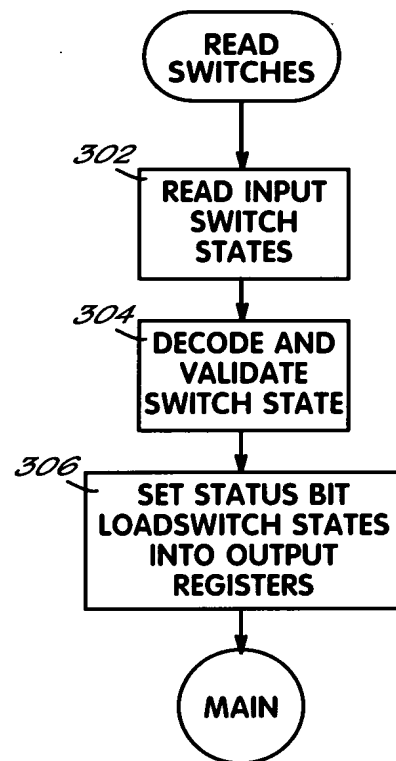 READ
SWITCHES
302
READ INPUT
SWITCH
STATES
304
DECODE AND
VALIDATE
SWITCH STATE
306
SET STATUS BIT
LOADSWITCH STATES
INTO OUTPUT
REGISTERS
MAIN